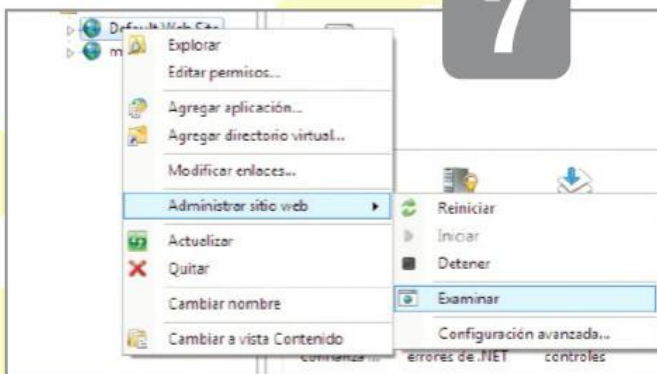 7
Default Web Site
m
Explorar
Editar permisos...
Agregar aplicación...
Agregar directorio virtual...
Modificar enlaces...
Administrar sitio web
Actualizar
Quitar
Cambiar nombre
Cambiar a vista Contenido
Reiniciar
Iniciar
Detener
Examinar
Configuración avanzada...
confianza ... errores de .NET controles